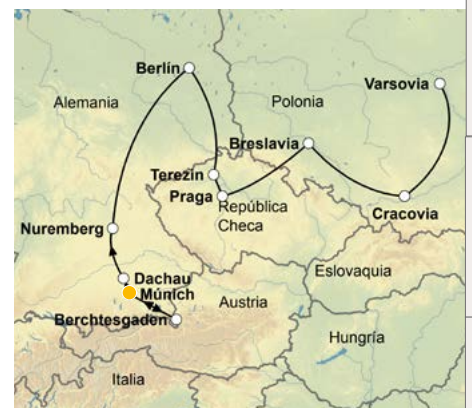 Berlín
Varsovia
Alemania
Polonia
Breslavia
Terezín
Praga
República
Checa
Cracovia
Nuremberg
Eslovaquia
Dachau
Múnich
Austria
Berchtesgaden
Hungría
Italia